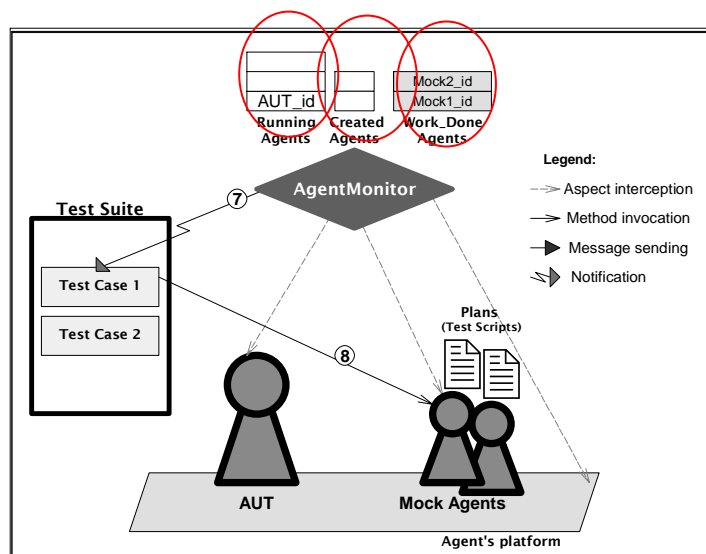 Mock2_id
AUT_id
Mock1_id
Running
Agents
Created
Agents
Work_Done
Agents
AgentMonitor
Legend:
Aspect interception
Method invocation
Message sending
Notification
7
Test Suite
Test Case 1
Test Case 2
Plans
(Test Scripts)
8
AUT
Mock Agents
Agent's platform